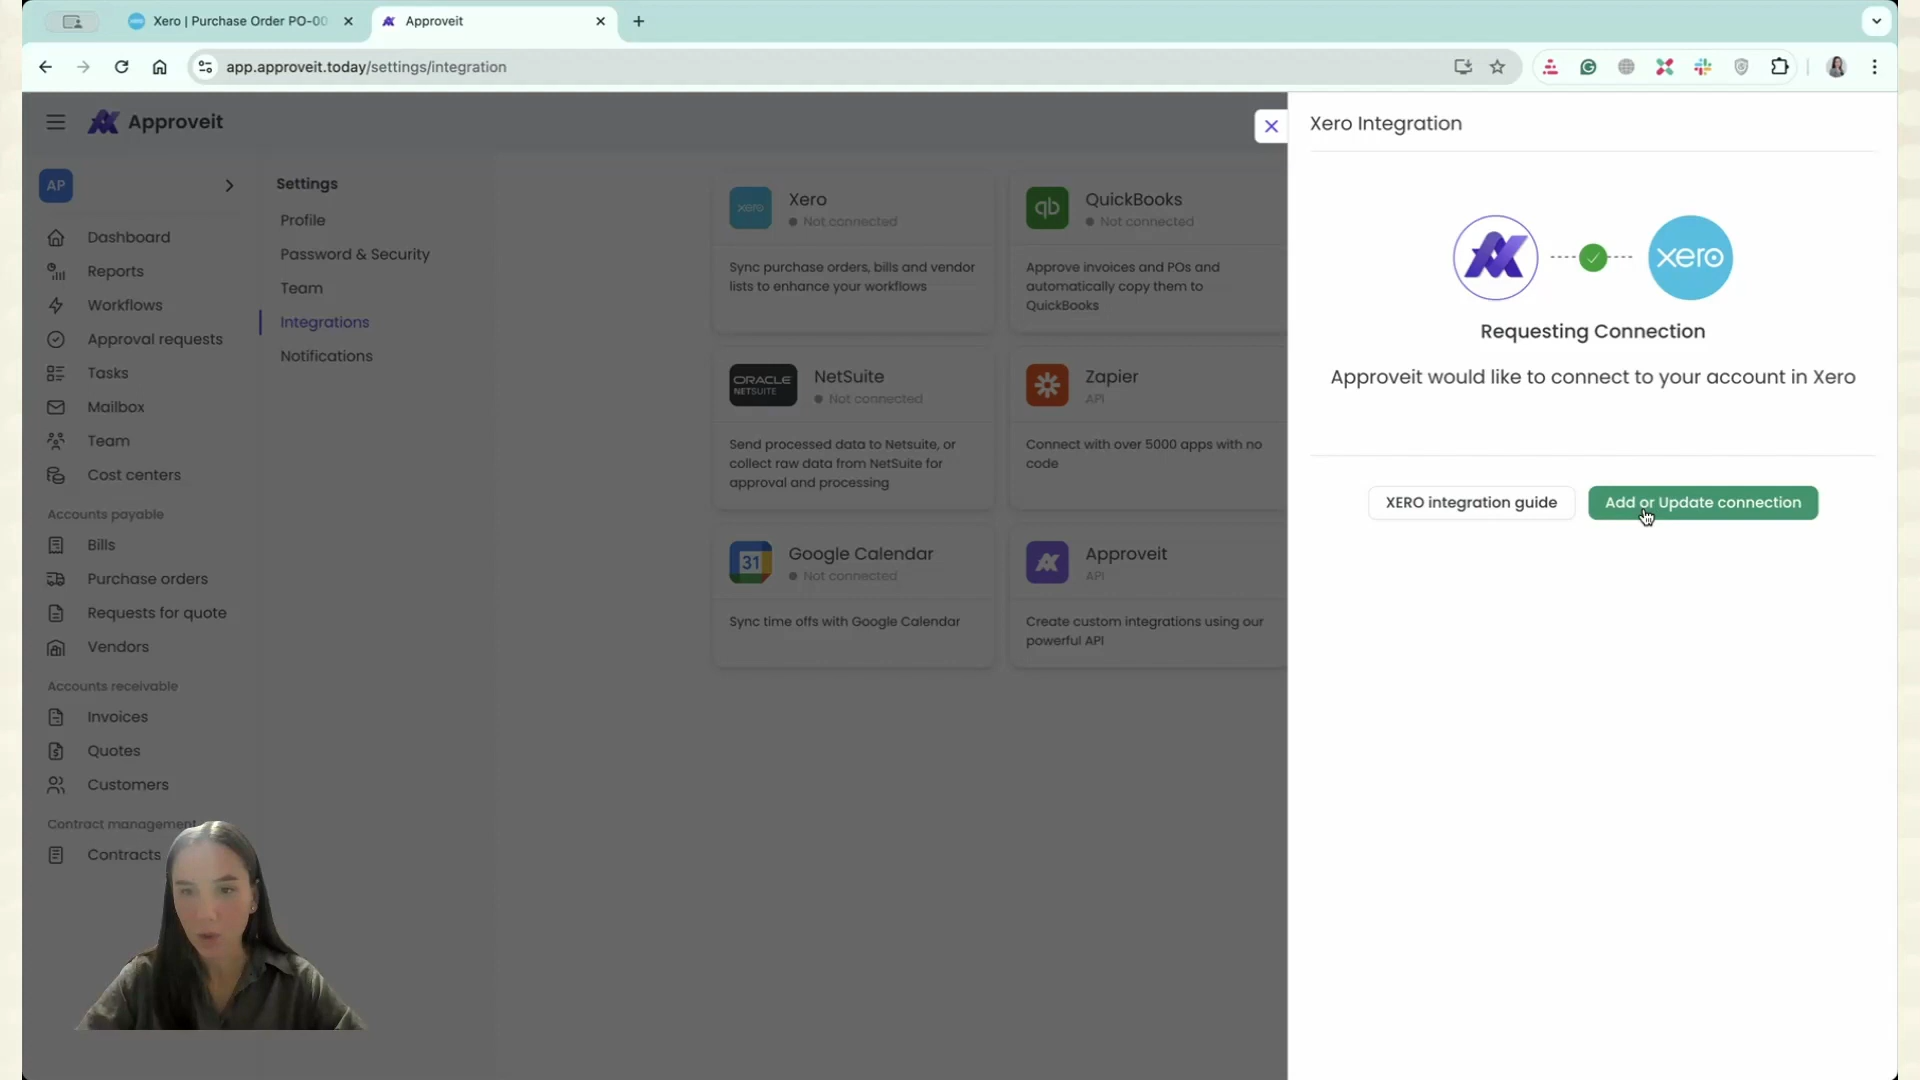 Xero | Purchase Order PO-00
Approveit
app.approveit.today/settings/integration
Approveit
AP
Dashboard
Reports
Workflows
Approval requests
Tasks
Mailbox
Team
Cost centers
Accounts payable
Bills
Purchase orders
Requests for quote
Vendors
Accounts receivable
Invoices
Quotes
Customers
Contract management
Contracts
Settings
Profile
Password & Security
Team
Integrations
Notifications
xero
Xero
Not connected
Sync purchase orders, bills and vendor
lists to enhance your workflows
qb
QuickBooks
Not connected
Approve invoices and POs and
automatically copy them to
QuickBooks
ORACLE
NETSUITE
NetSuite
Not connected
Send processed data to Netsuite, or
collect raw data from NetSuite for
approval and processing
Zapier
API
Connect with over 5000 apps with no
code
31
Google Calendar
Not connected
Sync time offs with Google Calendar
Approveit
API
Create custom integrations using our
powerful API
Xero Integration
xero
Requesting Connection
Approveit would like to connect to your account in Xero
XERO integration guide
Add or Update connection